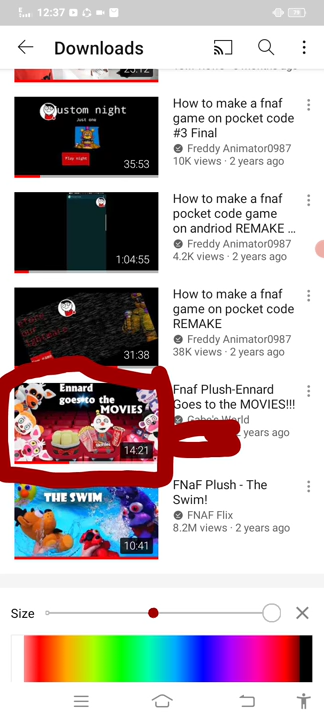 12:37
Downloads
23:12
How to make a fnaf
game on pocket code
#3 Final
Freddy Animator0987
10K views · 2 years ago
ustom night
Just one
Play night
35:53
How to make a fnaf
pocket code game
on andriod REMAKE ...
Freddy Animator0987
4.2K views · 2 years ago
1:04:55
How to make a fnaf
game on pocket code
REMAKE
Freddy Animator0987
38K views · 2 years ago
31:38
Fnaf Plush-Ennard
Goes to the MOVIES!!!
Gabe's World
years ago
Ennard
goes to the
MOVIES
14:21
FNaF Plush - The
Swim!
FNAF Flix
8.2M views · 2 years ago
THE SWIM
10:41
Size